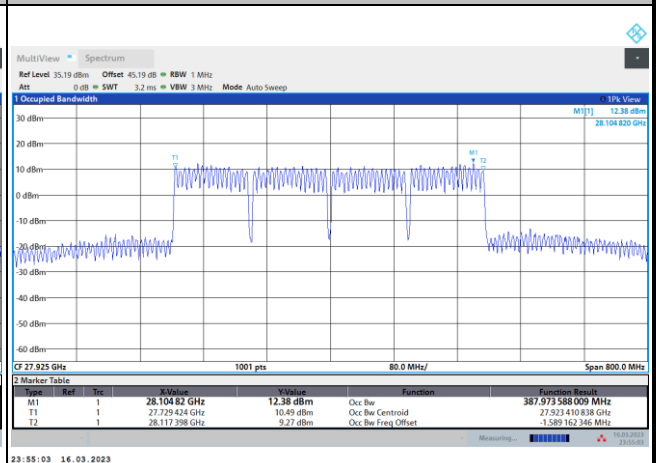 MultiView Spectrum
Ref Level 35.19 dBm Offset 45.19 dB RBW 1 MHz
Att 0 dB SWT 3.2 ms VBW 3 MHz Mode Auto Sweep
1 Occupied Bandwidth 1Pk View
M1[1] 12.38 dBm
28.104 820 GHz
30 dBm
20 dBm
M1
T1
T2
10 dBm
0 dBm
-10 dBm
-20 dBm
-30 dBm
-40 dBm
-50 dBm
-60 dBm
CF 27.925 GHz 1001 pts 80.0 MHz/ Span 800.0 MHz
2 Marker Table
Type Ref Trc X-Value Y-Value Function Function Result
M1 1 28.104 82 GHz 12.38 dBm Occ Bw 387.973 588 009 MHz
T1 1 27.729 424 GHz 10.49 dBm Occ Bw Centroid 27.923 410 838 GHz
T2 1 28.117 398 GHz 9.27 dBm Occ Bw Freq Offset -1.589 162 346 MHz
Measuring... 16.03.2023
23:55:03
23:55:03 16.03.2023